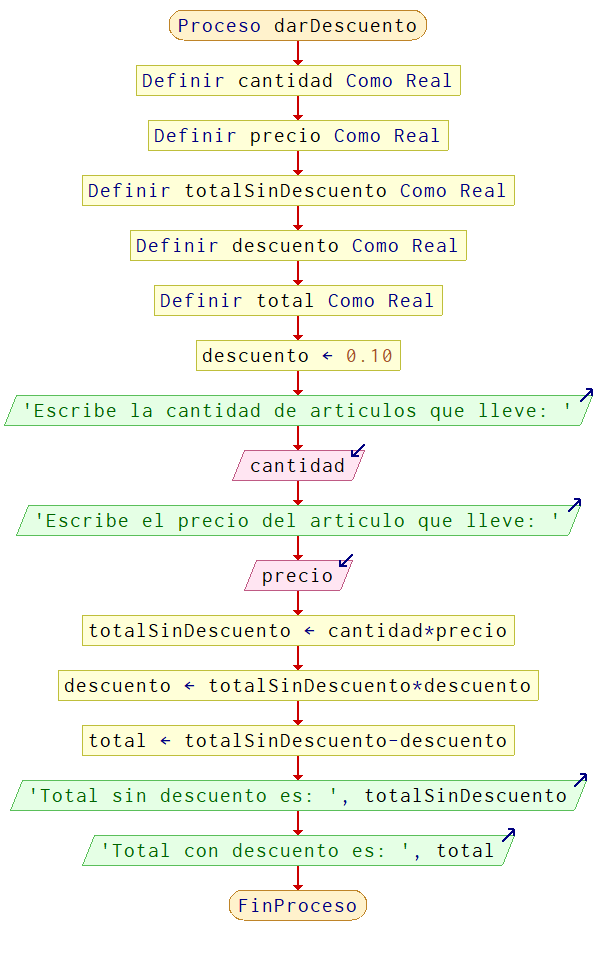 Proceso darDescuento
Definir cantidad Como Real
Definir precio Como Real
Definir totalSinDescuento Como Real
Definir descuento Como Real
Definir total Como Real
descuento ← 0.10
'Escribe la cantidad de articulos que lleve: '
cantidad
'Escribe el precio del articulo que lleve: '
precio
totalSinDescuento ← cantidad*precio
descuento ← totalSinDescuento*descuento
total ← totalSinDescuento-descuento
'Total sin descuento es: ', totalSinDescuento
'Total con descuento es: ', total
FinProceso